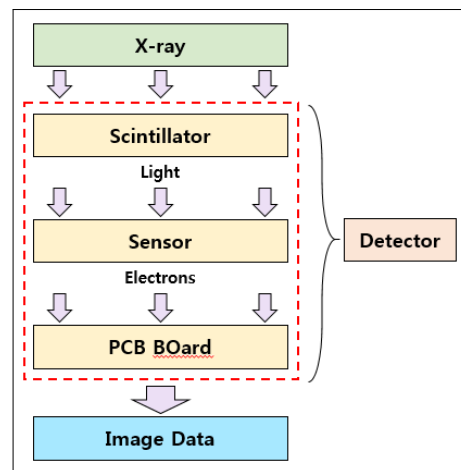 X-ray
Scintillator
Light
Sensor
Detector
Electrons
PCB BOard
Image Data